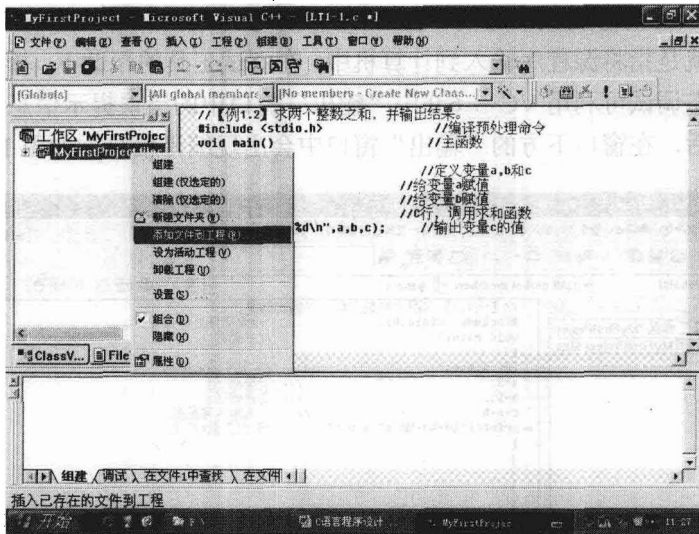 MyFirstProject - Microsoft Visual C++ - [LT1-1.c *]
文件(F) 编辑(E) 查看(V) 插入(I) 工程(P) 组建(B) 工具(T) 窗口(W) 帮助(H)
(Globals) [All global members [No members - Create New Class...]
工作区 'MyFirstProjec
MyFirstProject files
//【例1.2】求两个整数之和，并输出结果。
#include <stdio.h> //编译预处理命令
void main() //主函数
//定义变量a,b和c
//给变量a赋值
//给变量b赋值
//C行，调用求和函数
%d\n",a,b,c); //输出变量c的值
组建
组建(仅选定的)
清除(仅选定的)
新建文件夹(N)
添加文件到工程(F)...
设为活动工程(V)
卸载工程(U)
设置(S)...
组合(D)
隐藏(H)
属性(R)
ClassV... File
组建 调试 在文件1中查找 在文件
插入已存在的文件到工程
开始 C语言程序设计 MyFirstProjec 11:27